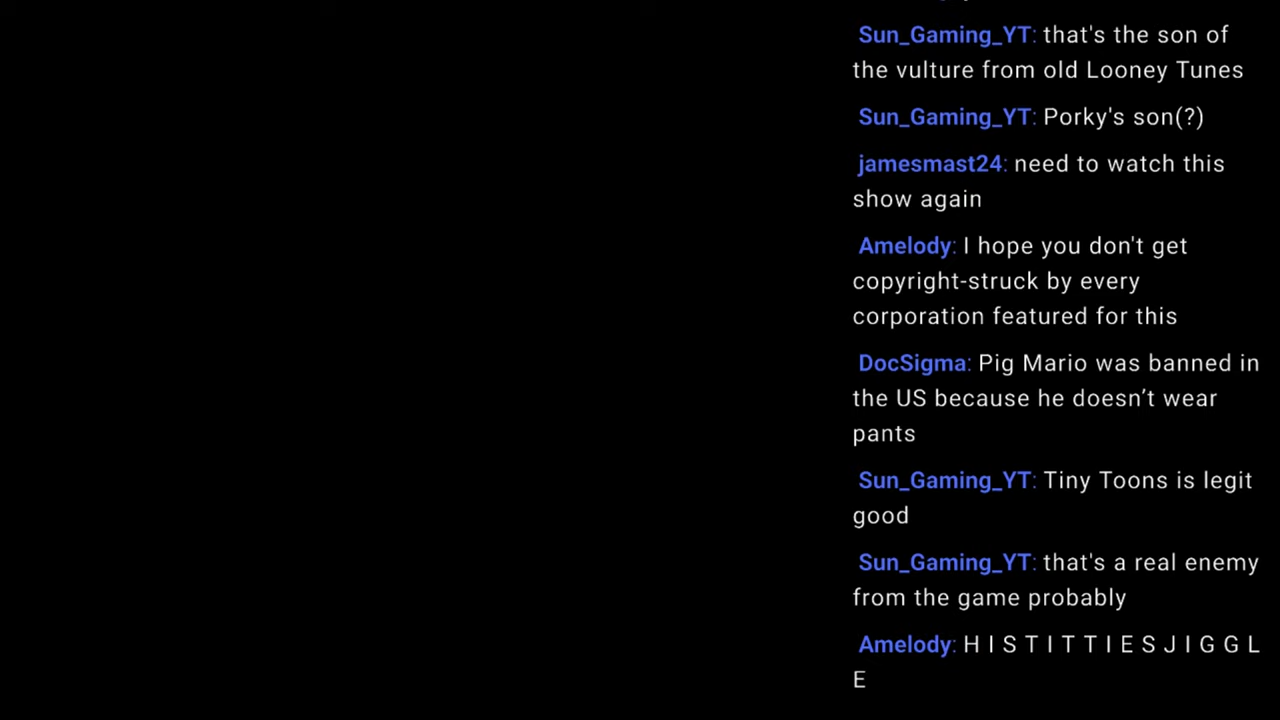 Sun_Gaming_YT: that's the son of
the vulture from old Looney Tunes
Sun_Gaming_YT: Porky's son(?)
jamesmast24: need to watch this
show again
Amelody: I hope you don't get
copyright-struck by every
corporation featured for this
DocSigma: Pig Mario was banned in
the US because he doesn’t wear
pants
Sun_Gaming_YT: Tiny Toons is legit
good
Sun_Gaming_YT: that's a real enemy
from the game probably
Amelody: H I S T I T T I E S J I G G L
E